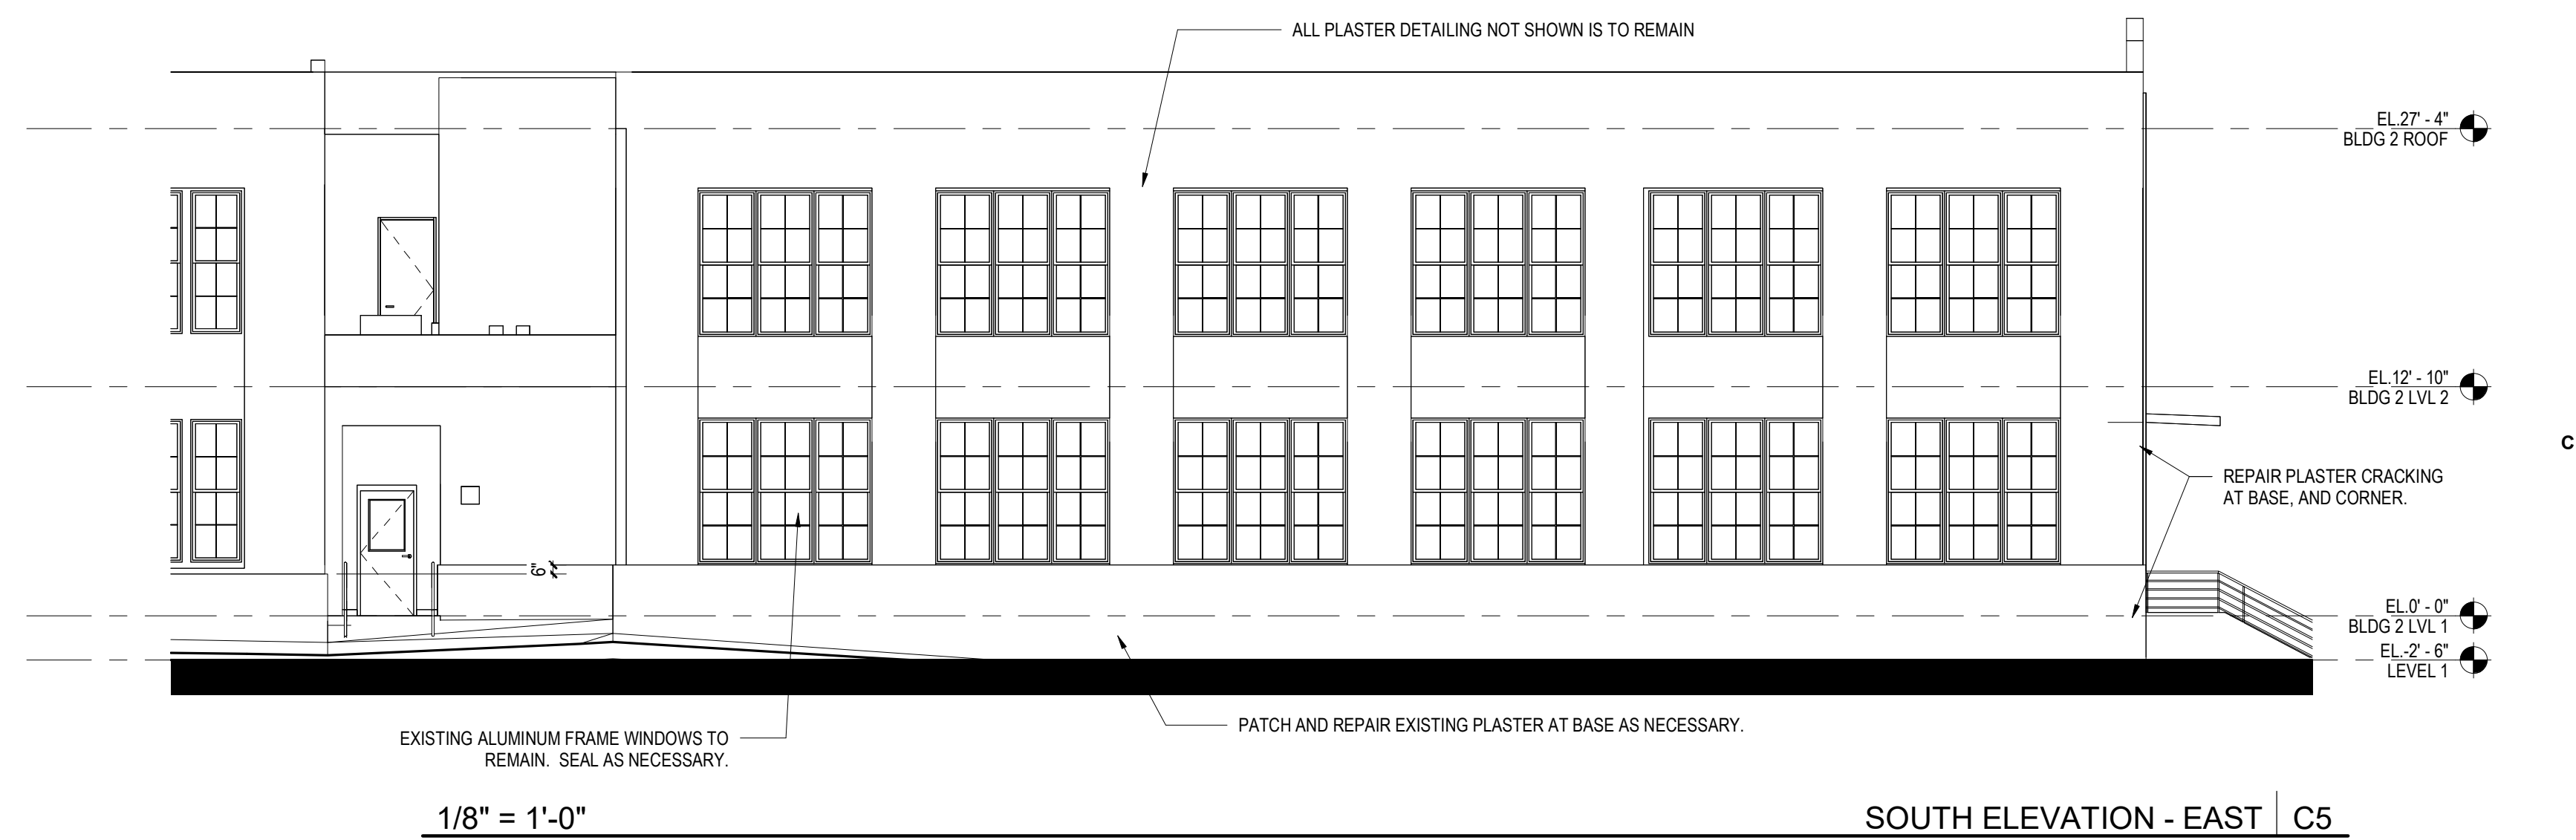 ALL PLASTER DETAILING NOT SHOWN IS TO REMAIN
EL.27' - 4"
BLDG 2 ROOF
EL.12' - 10"
BLDG 2 LVL 2
C
REPAIR PLASTER CRACKING
AT BASE, AND CORNER.
6"
EL.0' - 0"
BLDG 2 LVL 1
EL.-2' - 6"
LEVEL 1
EXISTING ALUMINUM FRAME WINDOWS TO
REMAIN. SEAL AS NECESSARY.
PATCH AND REPAIR EXISTING PLASTER AT BASE AS NECESSARY.
1/8" = 1'-0"
SOUTH ELEVATION - EAST C5